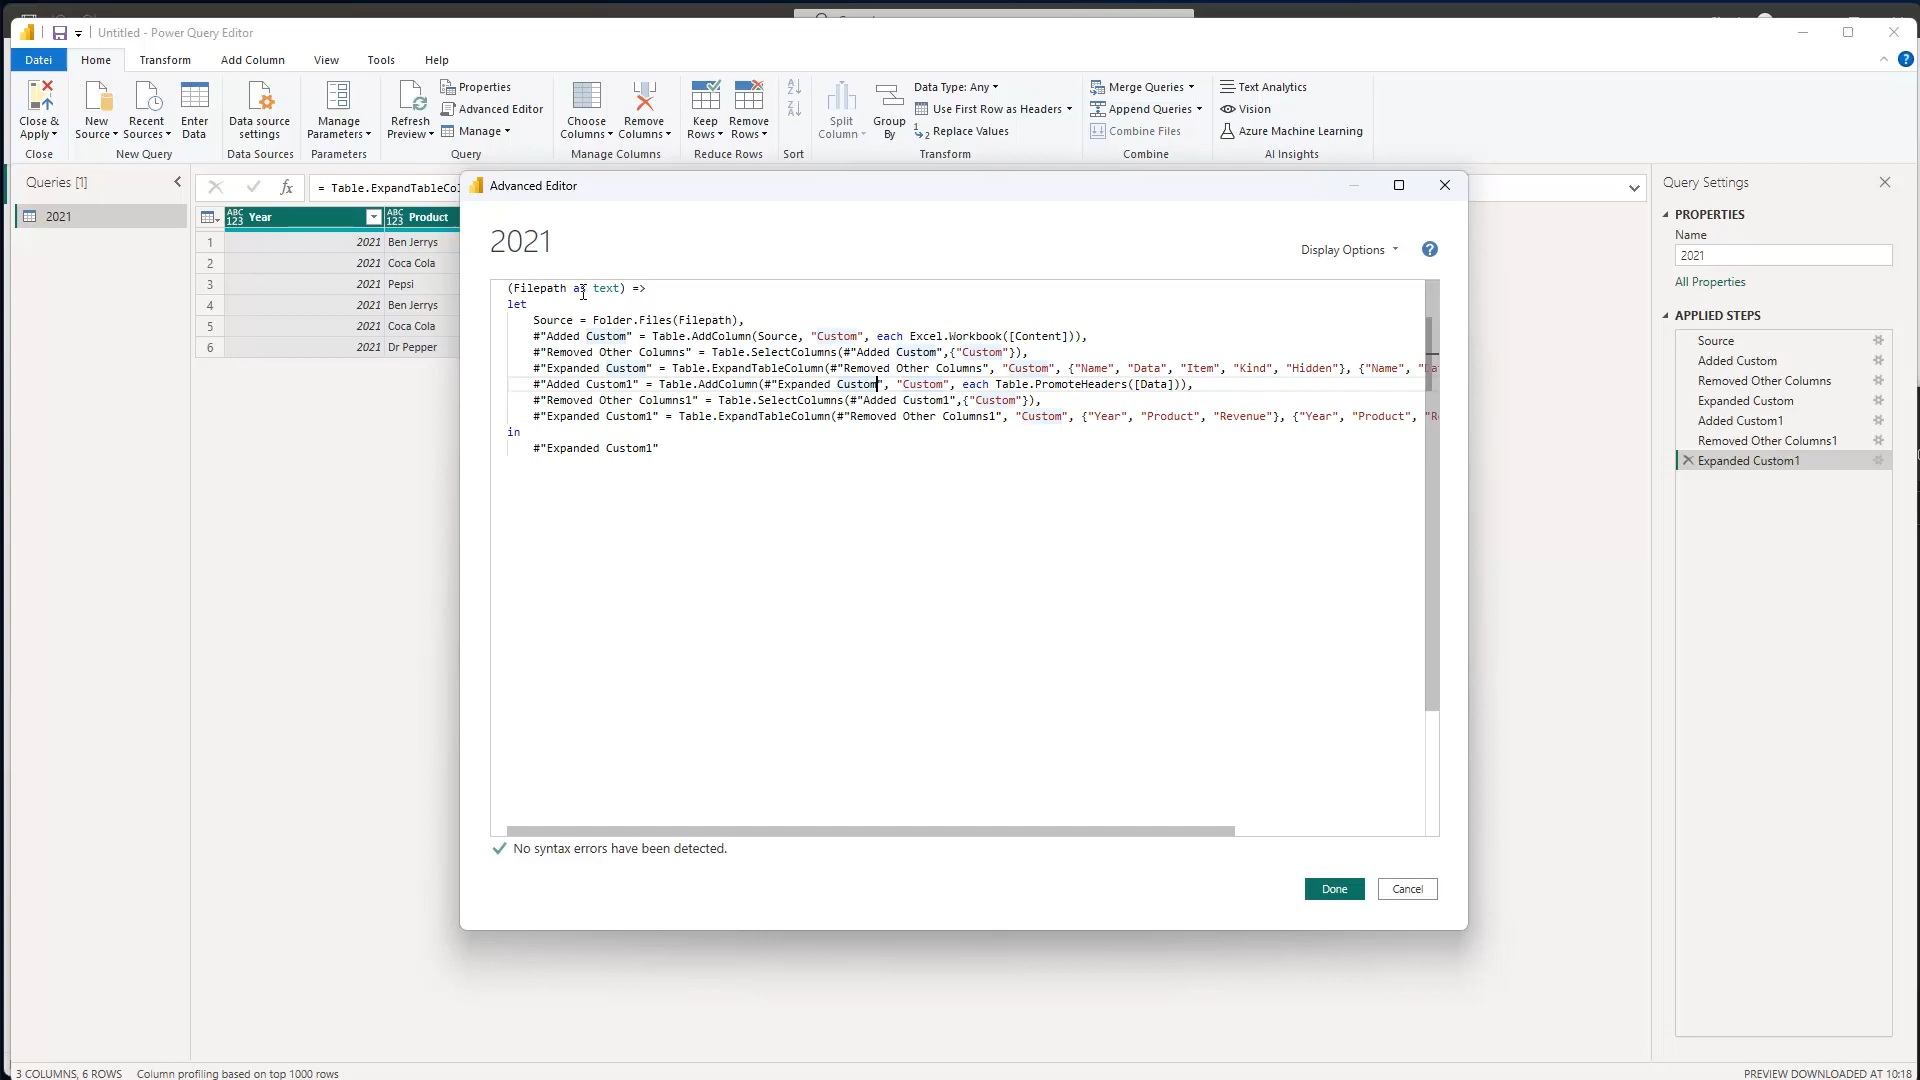 Untitled - Power Query Editor
Datei Home Transform Add Column View Tools Help
Close & Apply
New Source
Recent Sources
Enter Data
Data source settings
Manage Parameters
Refresh Preview
Properties
Advanced Editor
Manage
Choose Columns
Remove Columns
Keep Rows
Remove Rows
Split Column
Group By
Data Type: Any
Use First Row as Headers
Replace Values
Merge Queries
Append Queries
Combine Files
Text Analytics
Vision
Azure Machine Learning
Close New Query Data Sources Parameters Query Manage Columns Reduce Rows Sort Transform Combine AI Insights
Queries [1]
2021
fx = Table.ExpandTableCo
ABC 123 Year ABC 123 Product
1 2021 Ben Jerrys
2 2021 Coca Cola
3 2021 Pepsi
4 2021 Ben Jerrys
5 2021 Coca Cola
6 2021 Dr Pepper
Advanced Editor
2021
Display Options
?
(Filepath as text) =>
let
Source = Folder.Files(Filepath),
#"Added Custom" = Table.AddColumn(Source, "Custom", each Excel.Workbook([Content])),
#"Removed Other Columns" = Table.SelectColumns(#"Added Custom",{"Custom"}),
#"Expanded Custom" = Table.ExpandTableColumn(#"Removed Other Columns", "Custom", {"Name", "Data", "Item", "Kind", "Hidden"}, {"Name",
#"Added Custom1" = Table.AddColumn(#"Expanded Custom", "Custom", each Table.PromoteHeaders([Data])),
#"Removed Other Columns1" = Table.SelectColumns(#"Added Custom1",{"Custom"}),
#"Expanded Custom1" = Table.ExpandTableColumn(#"Removed Other Columns1", "Custom", {"Year", "Product", "Revenue"}, {"Year", "Product",
in
#"Expanded Custom1"
No syntax errors have been detected.
Done Cancel
Query Settings
PROPERTIES
Name
2021
All Properties
APPLIED STEPS
Source
Added Custom
Removed Other Columns
Expanded Custom
Added Custom1
Removed Other Columns1
Expanded Custom1
3 COLUMNS, 6 ROWS Column profiling based on top 1000 rows
PREVIEW DOWNLOADED AT 10:18